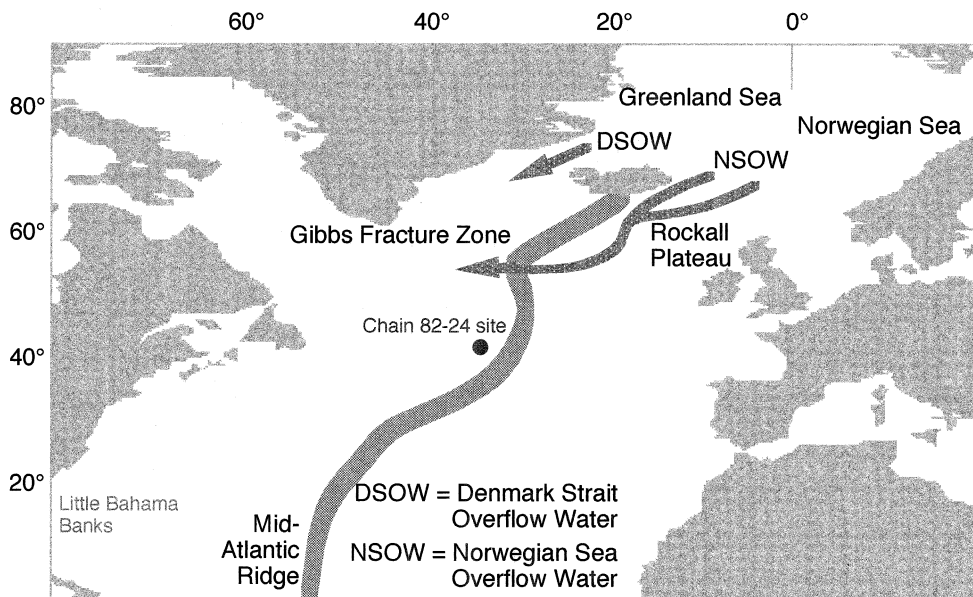 60°
40°
20°
0°
80°
Greenland Sea
Norwegian Sea
DSOW
NSOW
60°
Gibbs Fracture Zone
Rockall
Plateau
Chain 82-24 site
40°
20°
Little Bahama
Banks
DSOW = Denmark Strait
Overflow Water
Mid-
Atlantic
Ridge
NSOW = Norwegian Sea
Overflow Water